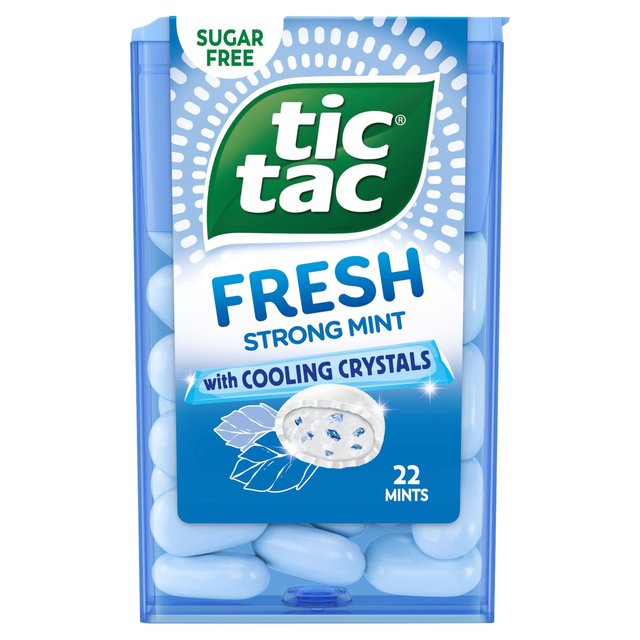 SUGAR
FREE
tic®
tac
FRESH
STRONG MINT
with COOLING CRYSTALS
22
MINTS